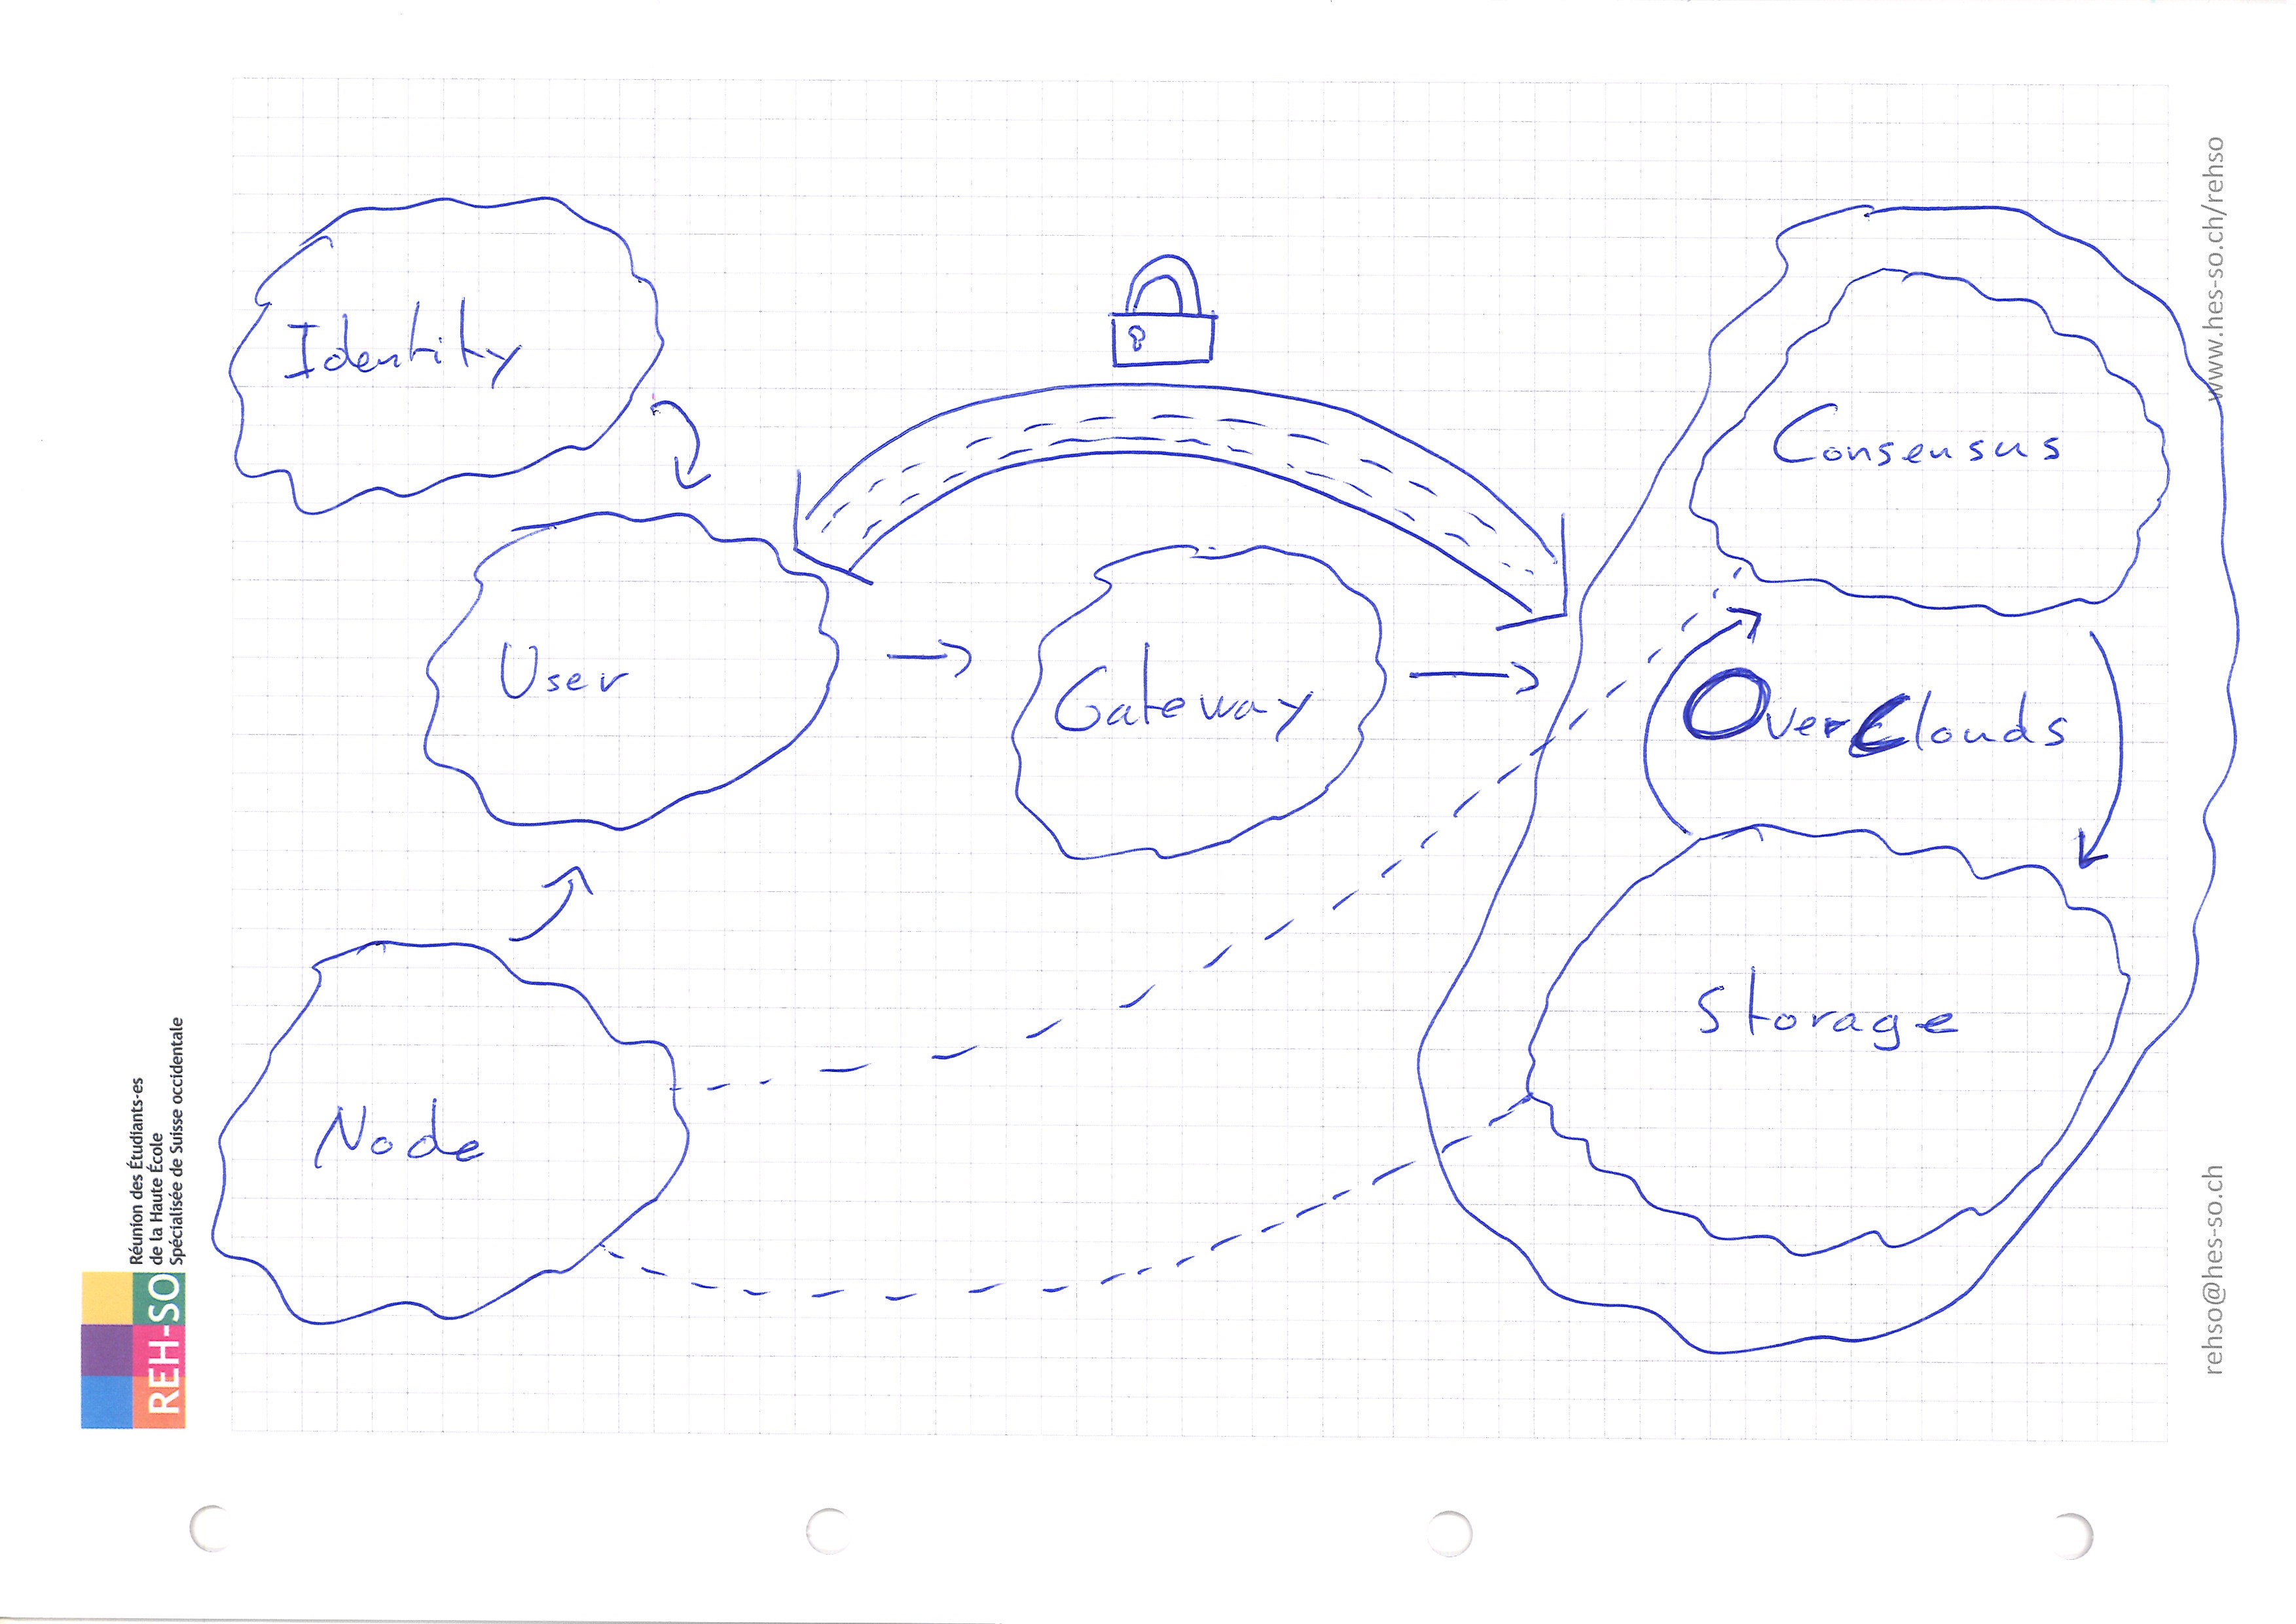 Identity
User
Node
Gateway
Consensus
OverClouds
Storage
Réunion des Étudiants-es
de la Haute École
Spécialisée de Suisse occidentale
REH-SO
www.hes-so.ch/rehso
rehso@hes-so.ch